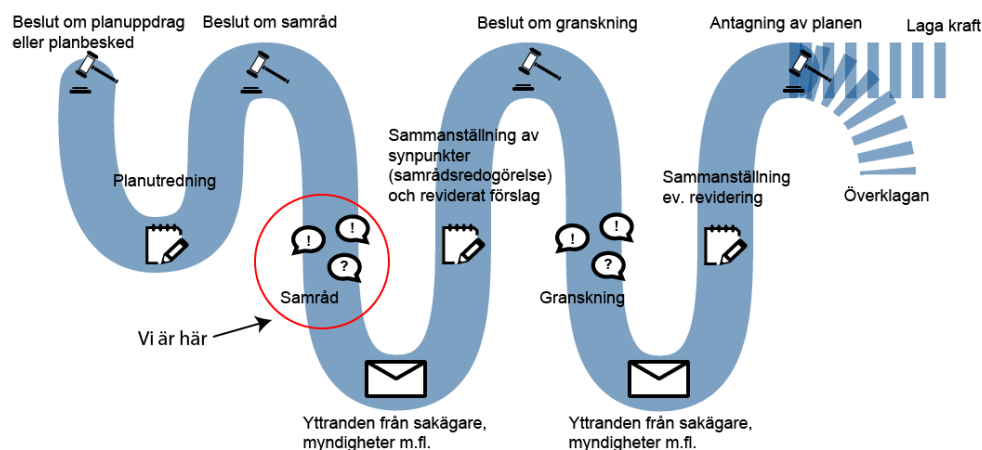 Beslut om planuppdrag
eller planbesked
Beslut om samråd
Beslut om granskning
Antagning av planen
Laga kraft
Planutredning
Sammanställning av
synpunkter
(samrådsredogörelse)
och reviderat förslag
Sammanställning
ev. revidering
Överklagan
!
!
?
Samråd
!
!
?
Granskning
Vi är här
Yttranden från sakägare,
myndigheter m.fl.
Yttranden från sakägare,
myndigheter m.fl.